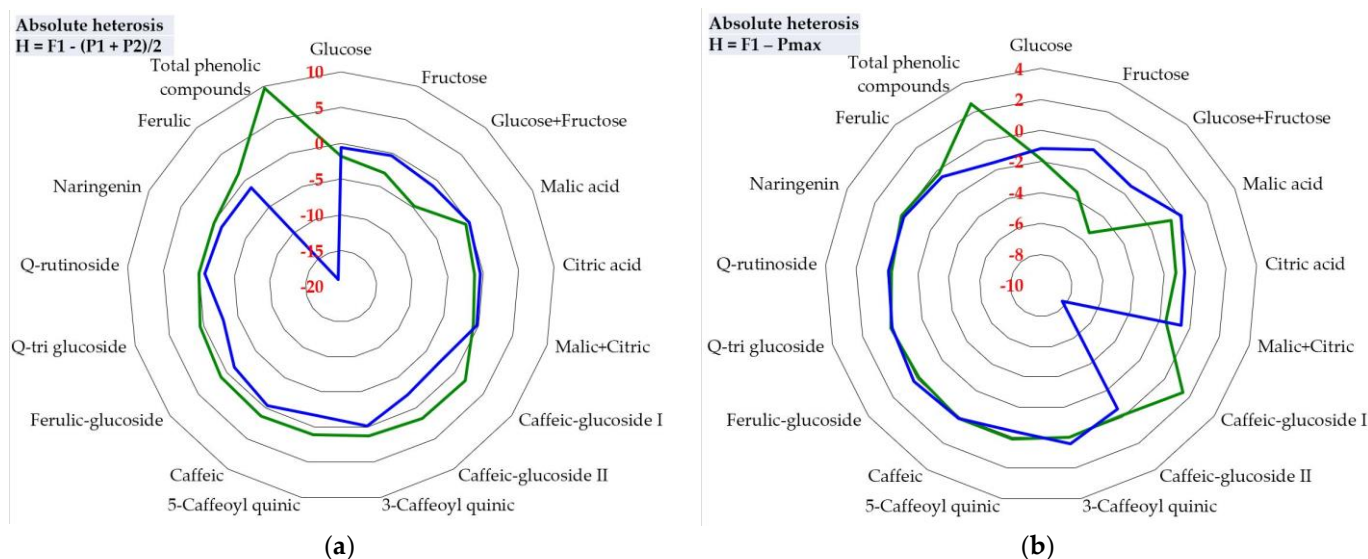 Absolute heterosis
H = F1 - (P1 + P2)/2
Glucose
Fructose
Glucose+Fructose
Malic acid
Citric acid
Malic+Citric
Caffeic-glucoside I
Caffeic-glucoside II
3-Caffeoyl quinic
5-Caffeoyl quinic
Caffeic
Ferulic-glucoside
Q-tri glucoside
Q-rutinoside
Naringenin
Ferulic
Total phenolic
compounds
10
5
0
-5
-10
-15
-20
(a)
Absolute heterosis
H = F1 – Pmax
Glucose
Fructose
Glucose+Fructose
Malic acid
Citric acid
Malic+Citric
Caffeic-glucoside I
Caffeic-glucoside II
3-Caffeoyl quinic
5-Caffeoyl quinic
Caffeic
Ferulic-glucoside
Q-tri glucoside
Q-rutinoside
Naringenin
Ferulic
Total phenolic
compounds
4
2
0
-2
-4
-6
-8
-10
(b)